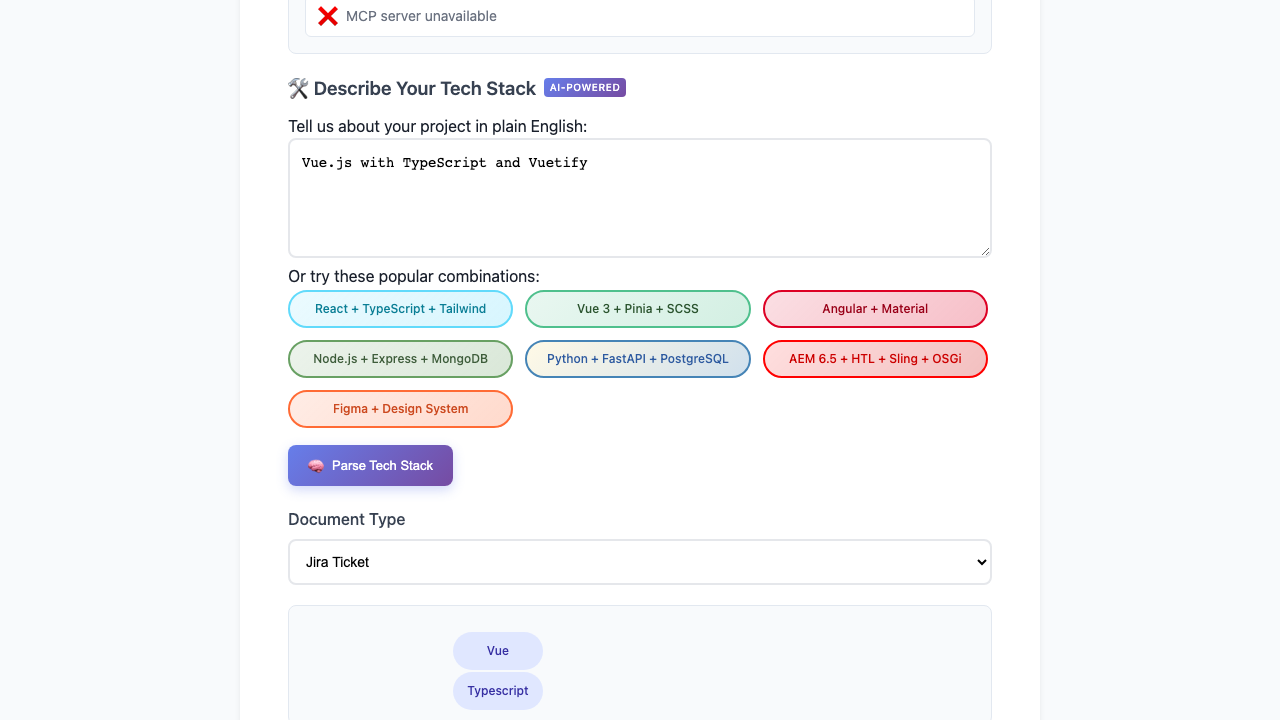 MCP server unavailable
Describe Your Tech Stack AI-POWERED
Tell us about your project in plain English:
Vue.js with TypeScript and Vuetify
Or try these popular combinations:
React + TypeScript + Tailwind
Vue 3 + Pinia + SCSS
Angular + Material
Node.js + Express + MongoDB
Python + FastAPI + PostgreSQL
AEM 6.5 + HTL + Sling + OSGi
Figma + Design System
Parse Tech Stack
Document Type
Jira Ticket
Vue
Typescript